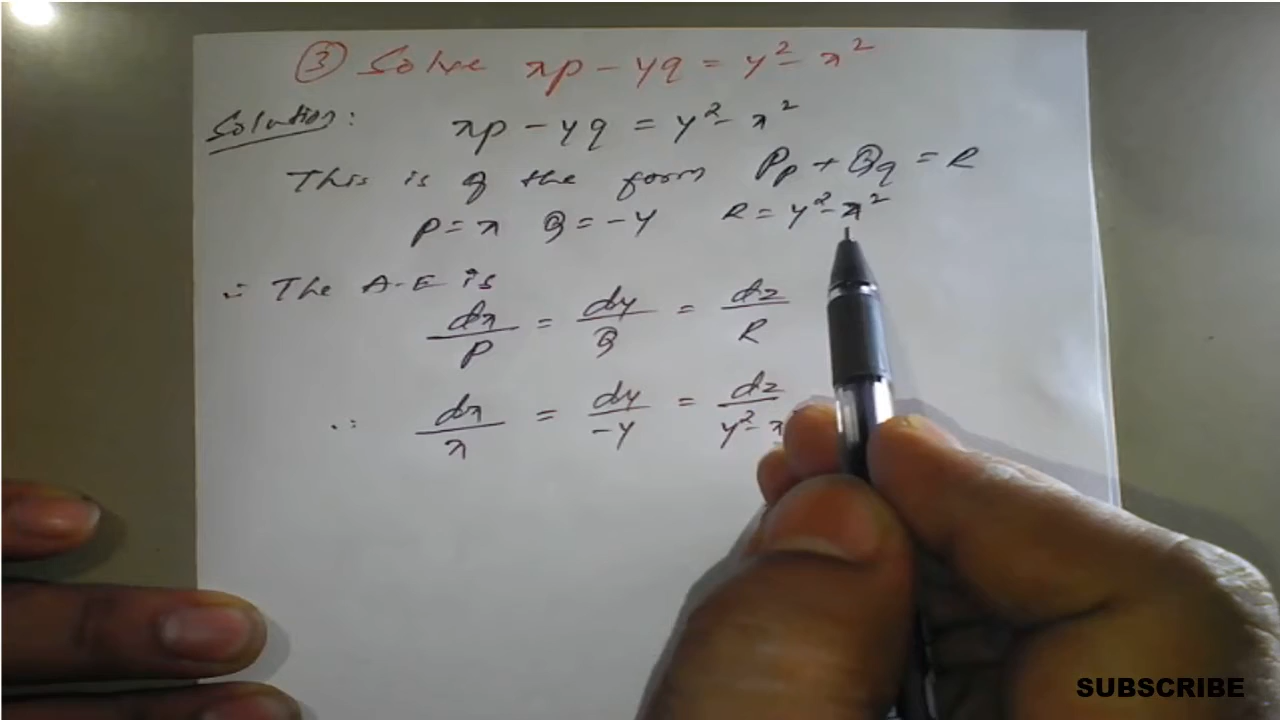 ③ Solve xp - yq = y² - x²
Solution: xp - yq = y² - x²
This is of the form Pp + Qq = R
P = x Q = -y R = y² - x²
∴ The A.E is
dx/P = dy/Q = dz/R
∴ dx/x = dy/-y = dz/y² - x
SUBSCRIBE